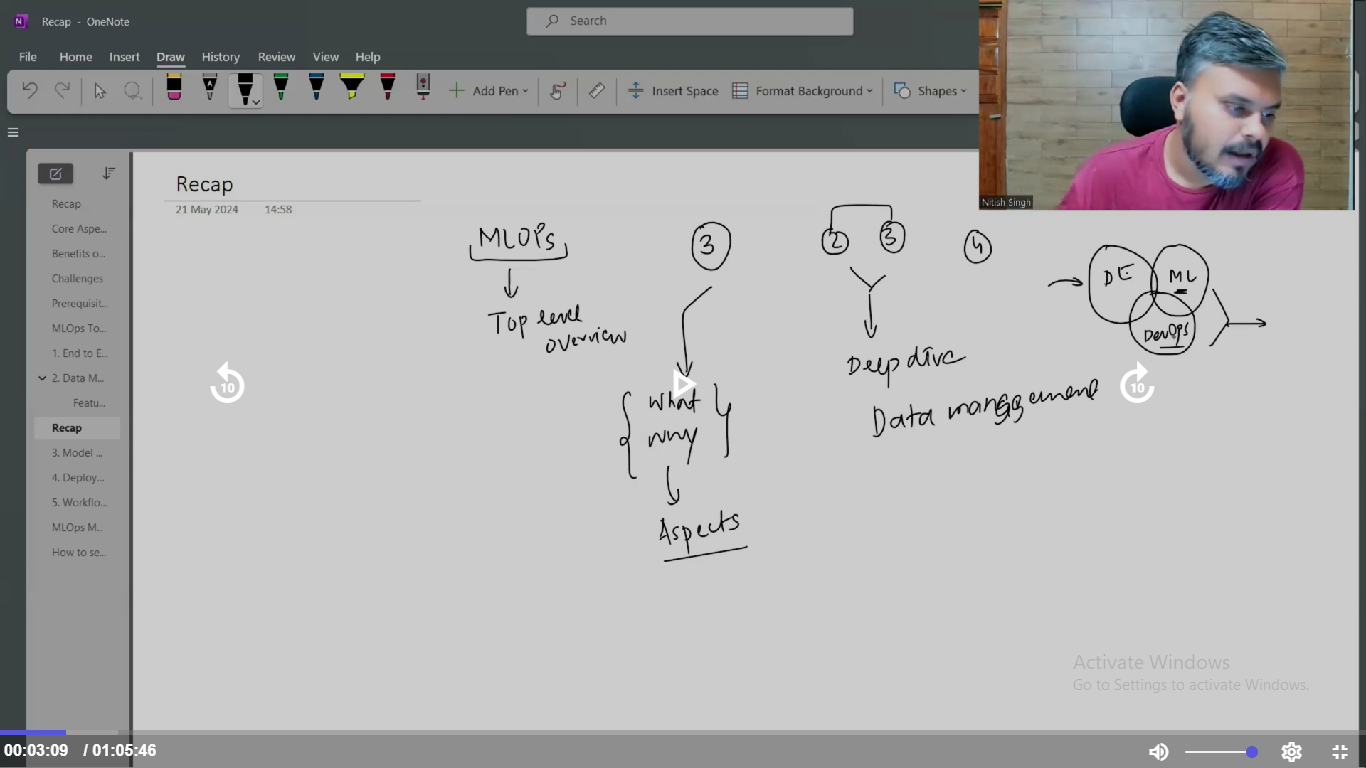 Recap - OneNote
Search
File Home Insert Draw History Review View Help
Add Pen
Insert Space
Format Background
Shapes
Nitish Singh
Recap
21 May 2024 14:58
Recap
Core Aspe...
Benefits o...
Challenges
Prerequisit...
MLOps To...
1. End to E...
2. Data M...
Featu...
Recap
3. Model ...
4. Deploy...
5. Workflo...
MLOps M...
How to se...
MLOPs
Top level
overview
3
What
Why
Aspects
2 3
Deep dive
Data management
4
DE ML
DevOps
10
10
Activate Windows
Go to Settings to activate Windows.
00:03:09 / 01:05:46